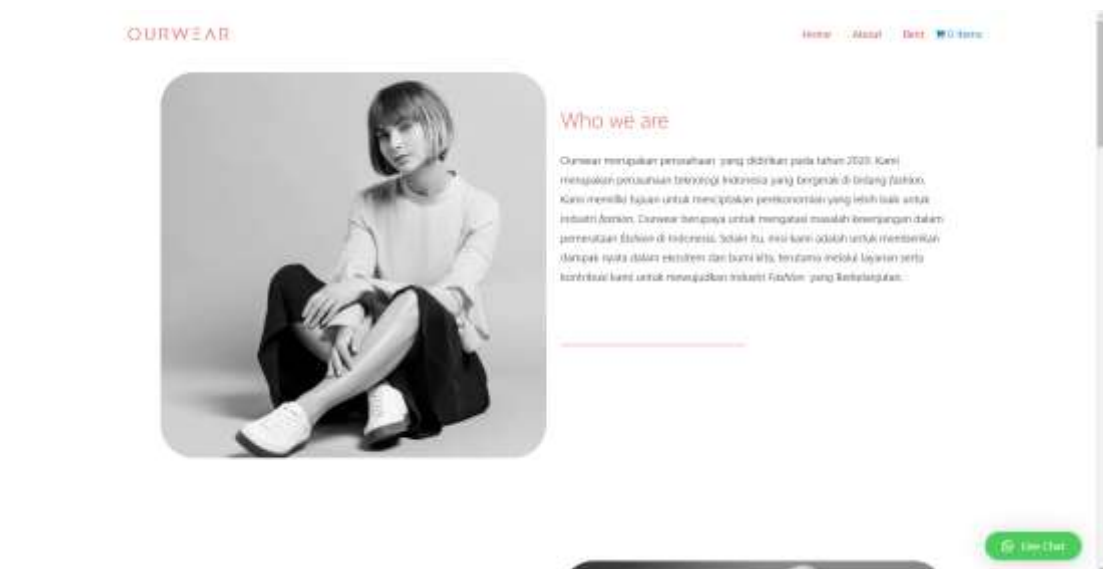 OURWEAR
Home About Rent 0 Items
Who we are
Ourwear merupakan perusahaan yang didirikan pada tahun 2020. Kami
merupakan perusahaan teknologi Indonesia yang bergerak di bidang fashion.
Kami memiliki tujuan untuk menciptakan perekonomian yang lebih baik untuk
industri fashion. Ourwear berupaya untuk mengatasi masalah kesenjangan dalam
pemerataan fashion di Indonesia. Selain itu, misi kami adalah untuk memberikan
dampak nyata dalam ekosistem dan bumi kita, terutama melalui layanan serta
kontribusi kami untuk mewujudkan Industri Fashion yang Berkelanjutan.
Live Chat